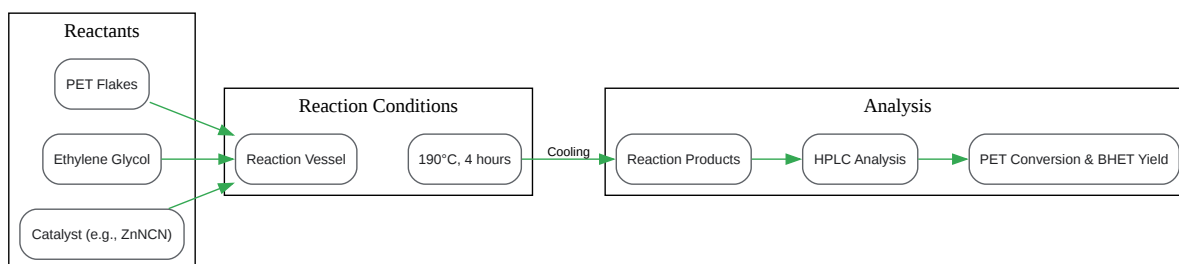 Reactants
PET Flakes
Ethylene Glycol
Catalyst (e.g., ZnNCN)
Reaction Conditions
Reaction Vessel
190°C, 4 hours
Cooling
Analysis
Reaction Products
HPLC Analysis
PET Conversion & BHET Yield